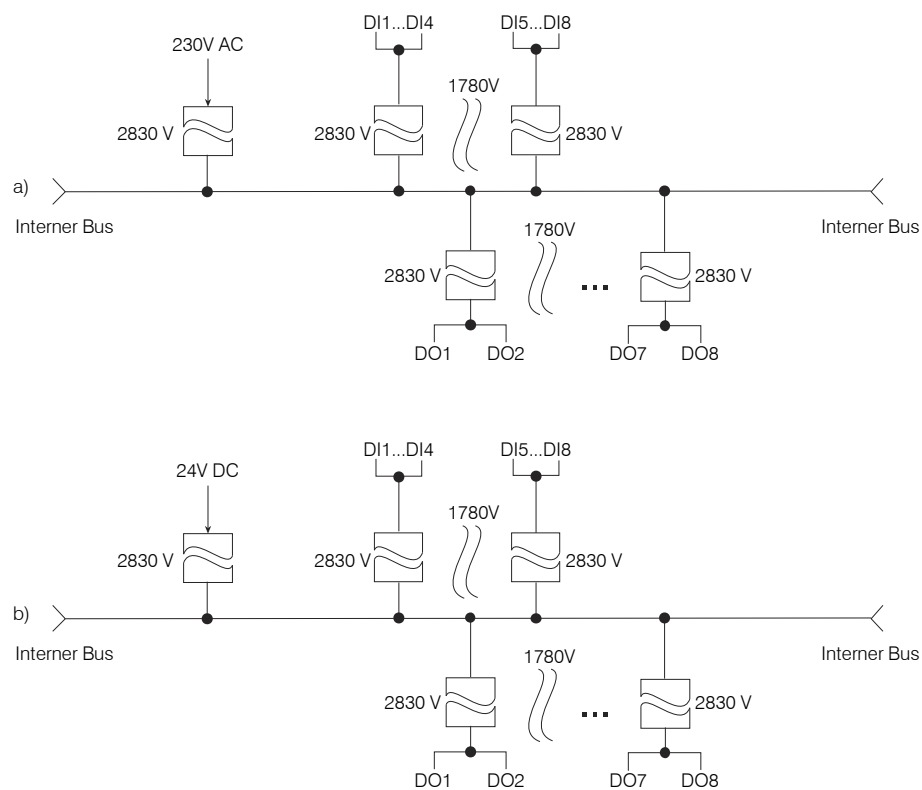 DI1...DI4 DI5...DI8
230V AC
1780V
2830 V 2830 V 2830 V
a)
Interner Bus Interner Bus
1780V
2830 V 2830 V
...
DO1 DO2 DO7 DO8
DI1...DI4 DI5...DI8
24V DC
1780V
2830 V 2830 V 2830 V
b)
Interner Bus Interner Bus
1780V
2830 V 2830 V
...
DO1 DO2 DO7 DO8